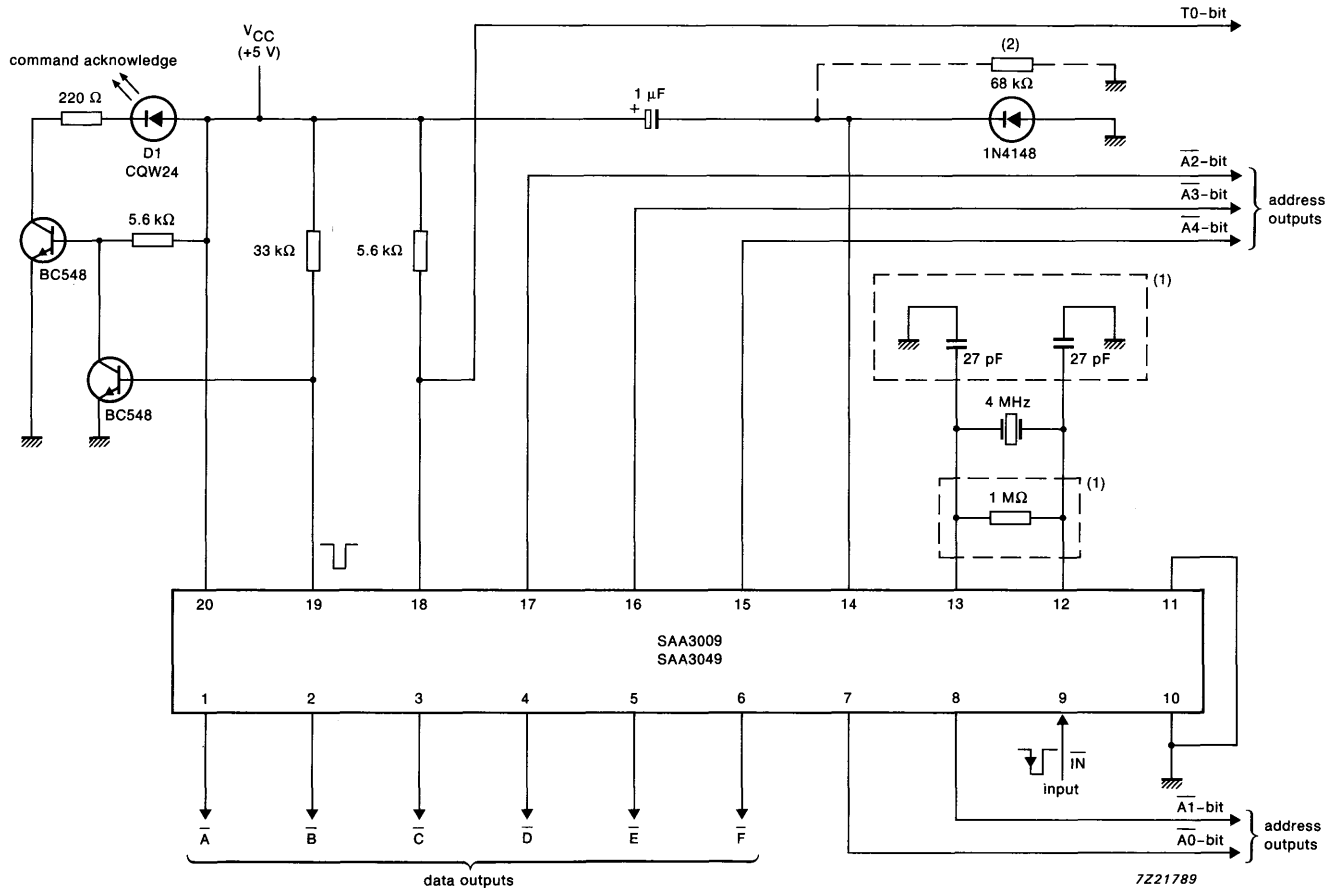 T0-bit
VCC
(+5 V)
(2)
command acknowledge
68 kΩ
220 Ω
1 μF
+
D1
CQW24
1N4148
A2-bit
address
outputs
A3-bit
A4-bit
5.6 kΩ
33 kΩ
5.6 kΩ
BC548
(1)
27 pF
27 pF
BC548
4 MHz
(1)
1 MΩ
20
19
18
17
16
15
14
13
12
11
SAA3009
SAA3049
1
2
3
4
5
6
7
8
9
10
IN
input
A1-bit
address
outputs
A0-bit
A
B
C
D
E
F
data outputs
7Z21789